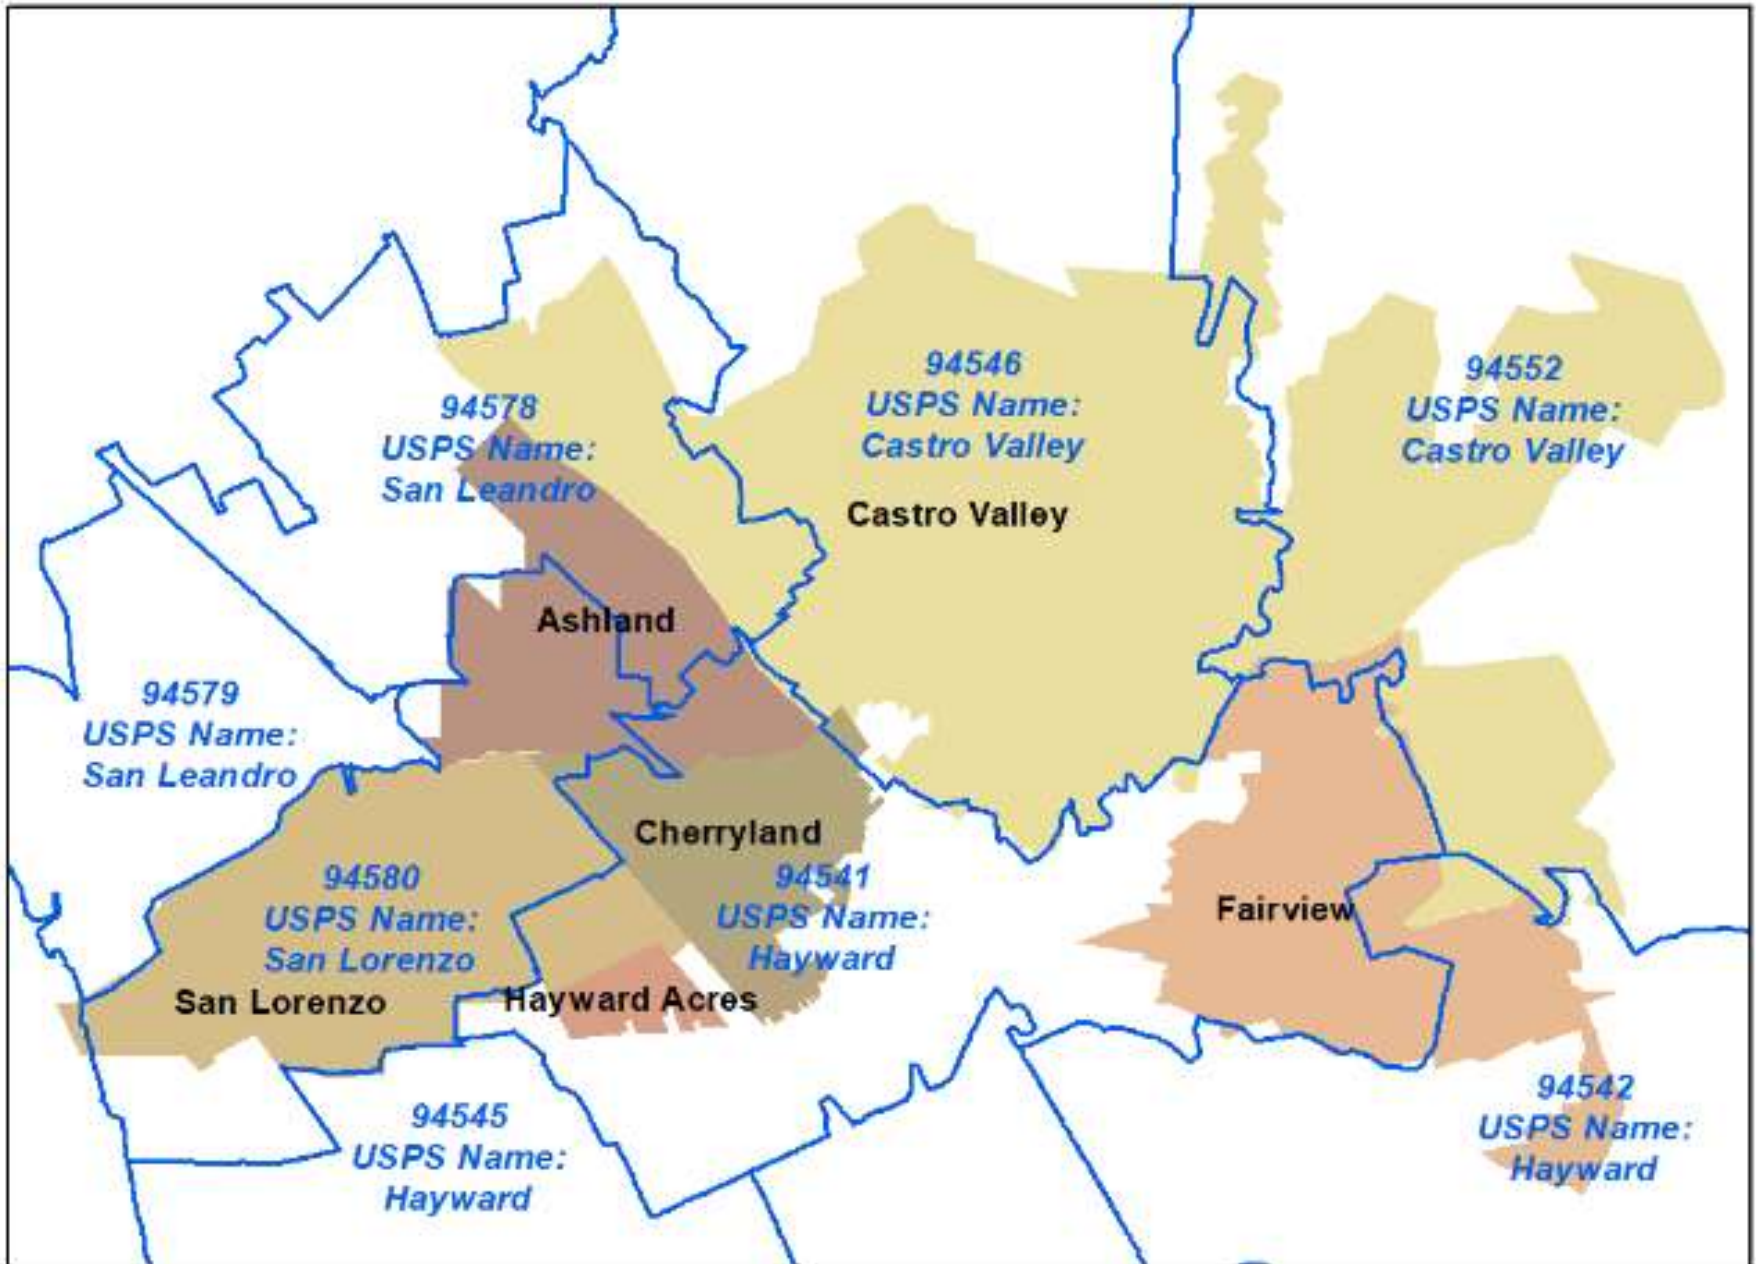 94546
USPS Name:
Castro Valley
94552
USPS Name:
Castro Valley
94578
USPS Name:
San Leandro
Castro Valley
Ashland
94579
USPS Name:
San Leandro
Cherryland
94580
USPS Name:
San Lorenzo
94541
USPS Name:
Hayward
Fairview
San Lorenzo
Hayward Acres
94545
USPS Name:
Hayward
94542
USPS Name:
Hayward